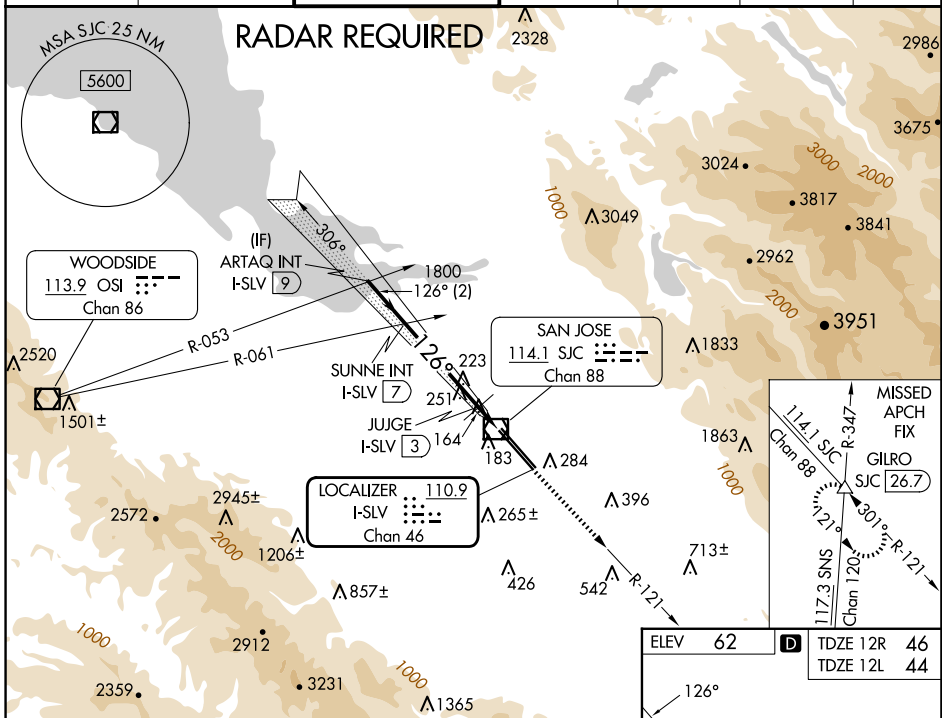 MSA SJC 25 NM
5600
RADAR REQUIRED
2328
2986
3675
3024
3000
2000
3817
3841
1000
3049
2962
2000
3951
306°
(IF)
ARTAQ INT
I-SLV 9
1800
126° (2)
WOODSIDE
113.9 OSI
Chan 86
R-053
R-061
2520
1501±
SUNNE INT
I-SLV 7
126°
223
251
SAN JOSE
114.1 SJC
Chan 88
1833
JUJGE
I-SLV 3
164
183
284
1863
1000
LOCALIZER 110.9
I-SLV
Chan 46
265±
396
2945±
2572
2000
1206±
857±
426
542
713±
R-121
MISSED
APCH
FIX
114.1 SJC
Chan 88
R-347
GILRO
SJC 26.7
121°
301°
R-121
117.3 SNS
Chan 120
1000
2912
2359
3231
1000
1365
ELEV 62
D
TDZE 12R 46
TDZE 12L 44
126°